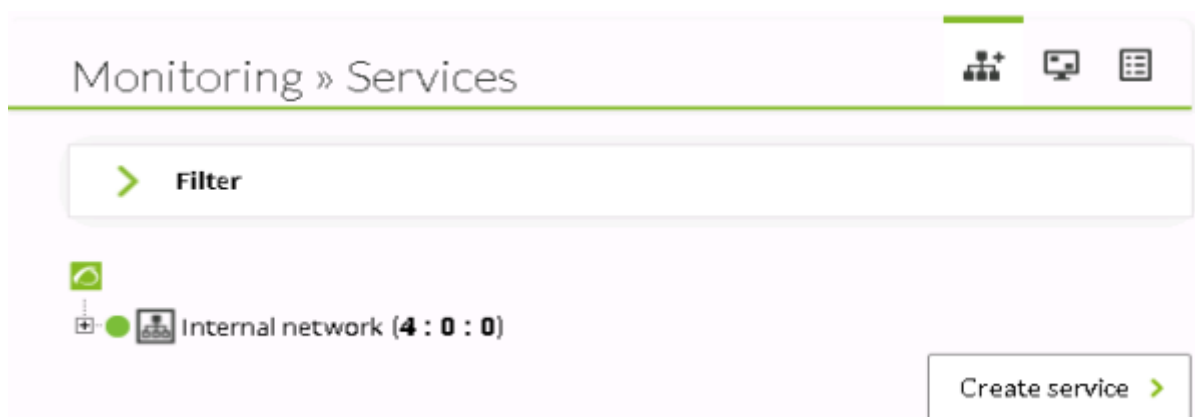 Monitoring » Services
Filter
Internal network (4 : 0 : 0)
Create service